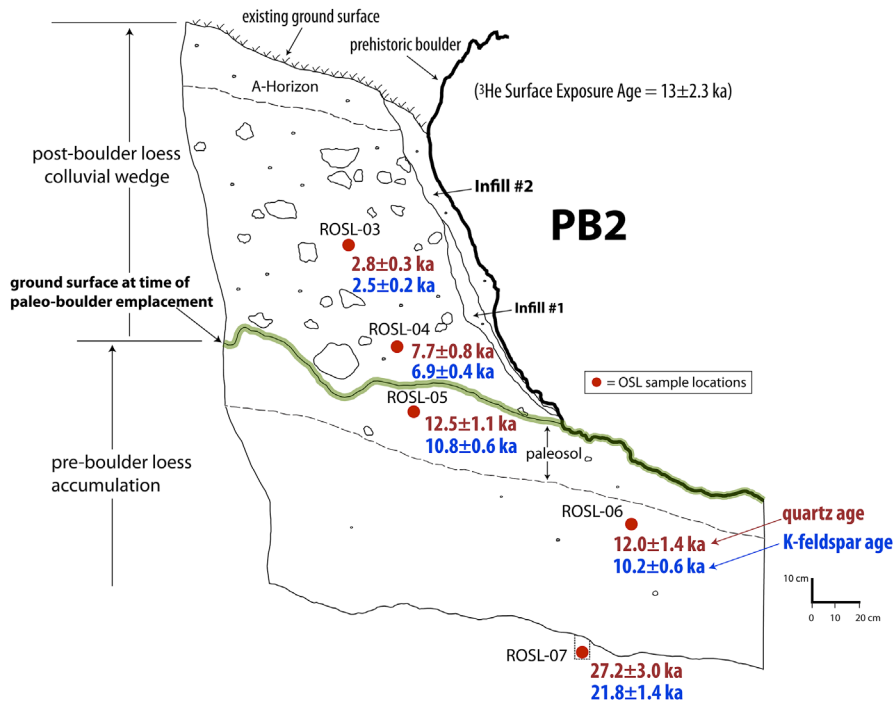 existing ground surface
prehistoric boulder
A-Horizon
(³He Surface Exposure Age = 13±2.3 ka)
post-boulder loess
colluvial wedge
Infill #2
PB2
ROSL-03
2.8±0.3 ka
2.5±0.2 ka
ground surface at time of
paleo-boulder emplacement
Infill #1
ROSL-04
7.7±0.8 ka
6.9±0.4 ka
= OSL sample locations
ROSL-05
12.5±1.1 ka
10.8±0.6 ka
paleosol
pre-boulder loess
accumulation
ROSL-06
12.0±1.4 ka
10.2±0.6 ka
quartz age
K-feldspar age
10 cm
0 10 20 cm
ROSL-07
27.2±3.0 ka
21.8±1.4 ka